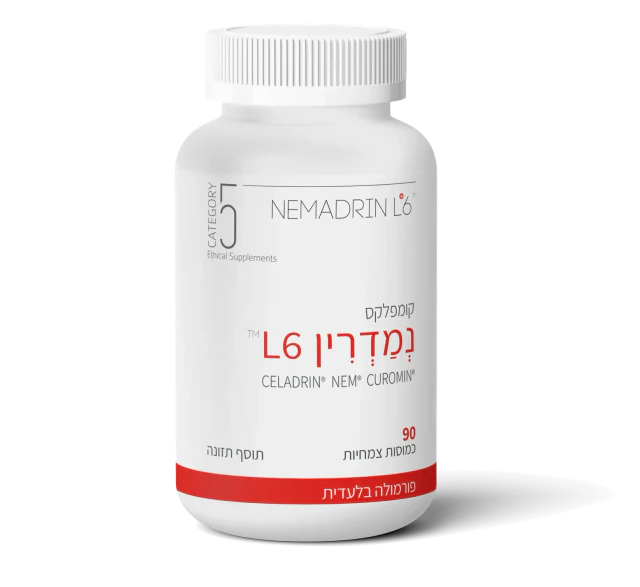 CATEGORY 5
Ethical Supplements
NEMADRIN L6
קומפלקס
נְמַדְרִין L6™
CELADRIN® NEM® CUROMIN®
90
כמוסות צמחיות
תוסף תזונה
פורמולה בלעדית